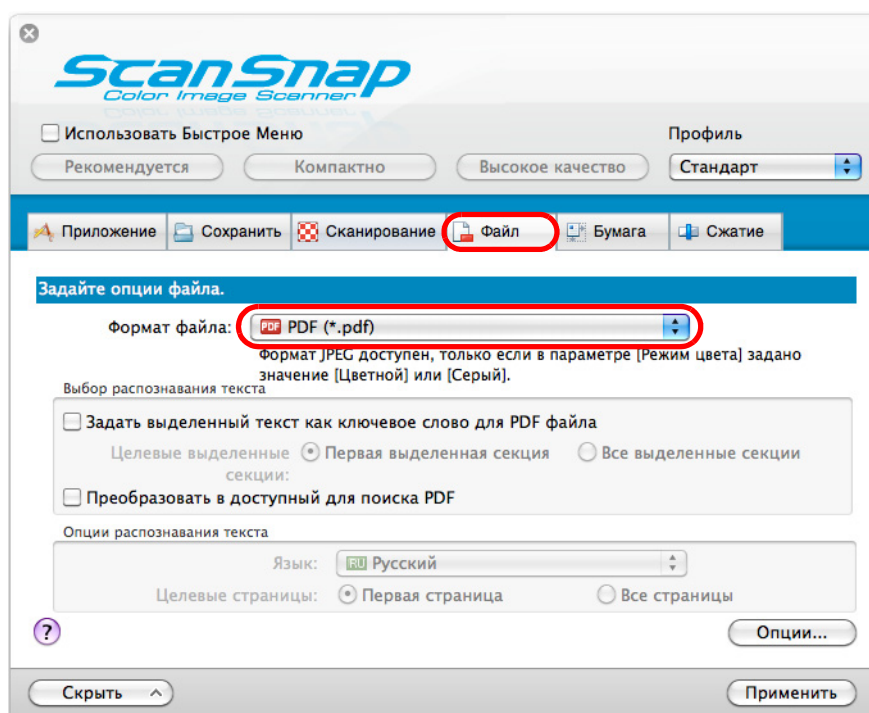 ScanSnap
Color Image Scanner
Использовать Быстрое Меню
Профиль
Рекомендуется Компактно Высокое качество Стандарт
Приложение Сохранить Сканирование Файл Бумага Сжатие
Задайте опции файла.
Формат файла: PDF PDF (*.pdf)
Формат JPEG доступен, только если в параметре [Режим цвета] задано
значение [Цветной] или [Серый].
Выбор распознавания текста
Задать выделенный текст как ключевое слово для PDF файла
Целевые выделенные Первая выделенная секция Все выделенные секции
секции:
Преобразовать в доступный для поиска PDF
Опции распознавания текста
Язык: RU Русский
Целевые страницы: Первая страница Все страницы
? Опции...
Скрыть Применить